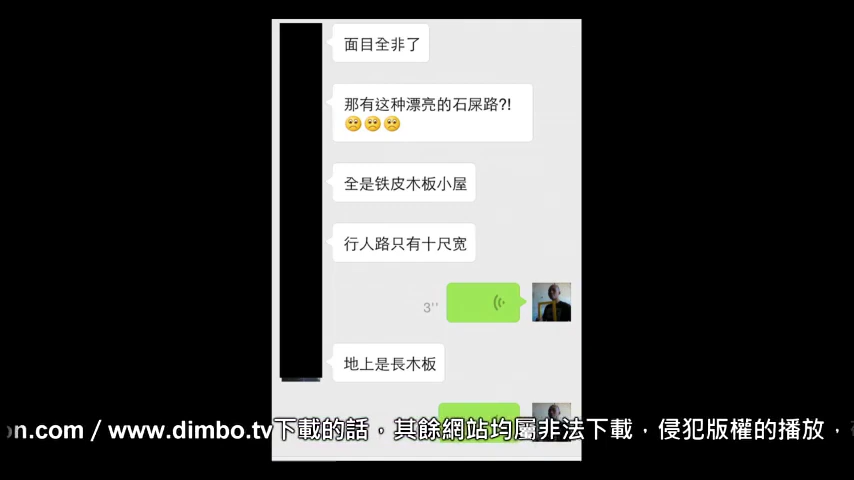 面目全非了
那有这种漂亮的石屎路?!
🥺🥺🥺
全是铁皮木板小屋
行人路只有十尺宽
3''
地上是長木板
on.com / www.dimbo.tv下載的話，其餘網站均屬非法下載，侵犯版權的播放，